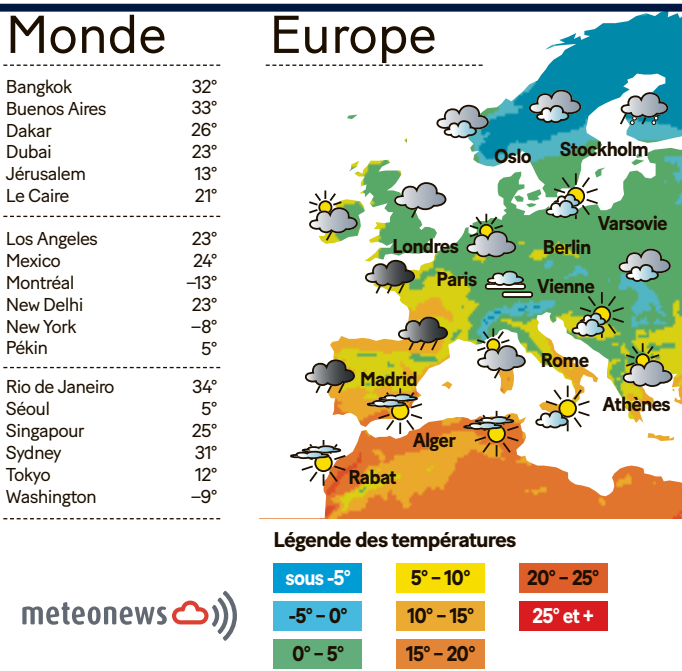 Monde
Bangkok 32°
Buenos Aires 33°
Dakar 26°
Dubai 23°
Jérusalem 13°
Le Caire 21°
Los Angeles 23°
Mexico 24°
Montréal –13°
New Delhi 23°
New York –8°
Pékin 5°
Rio de Janeiro 34°
Séoul 5°
Singapour 25°
Sydney 31°
Tokyo 12°
Washington –9°
meteonews
Europe
Oslo
Stockholm
Varsovie
Londres
Berlin
Paris
Vienne
Rome
Madrid
Athènes
Alger
Rabat
Légende des températures
sous -5°
5° – 10°
20° – 25°
-5° – 0°
10° – 15°
25° et +
0° – 5°
15° – 20°